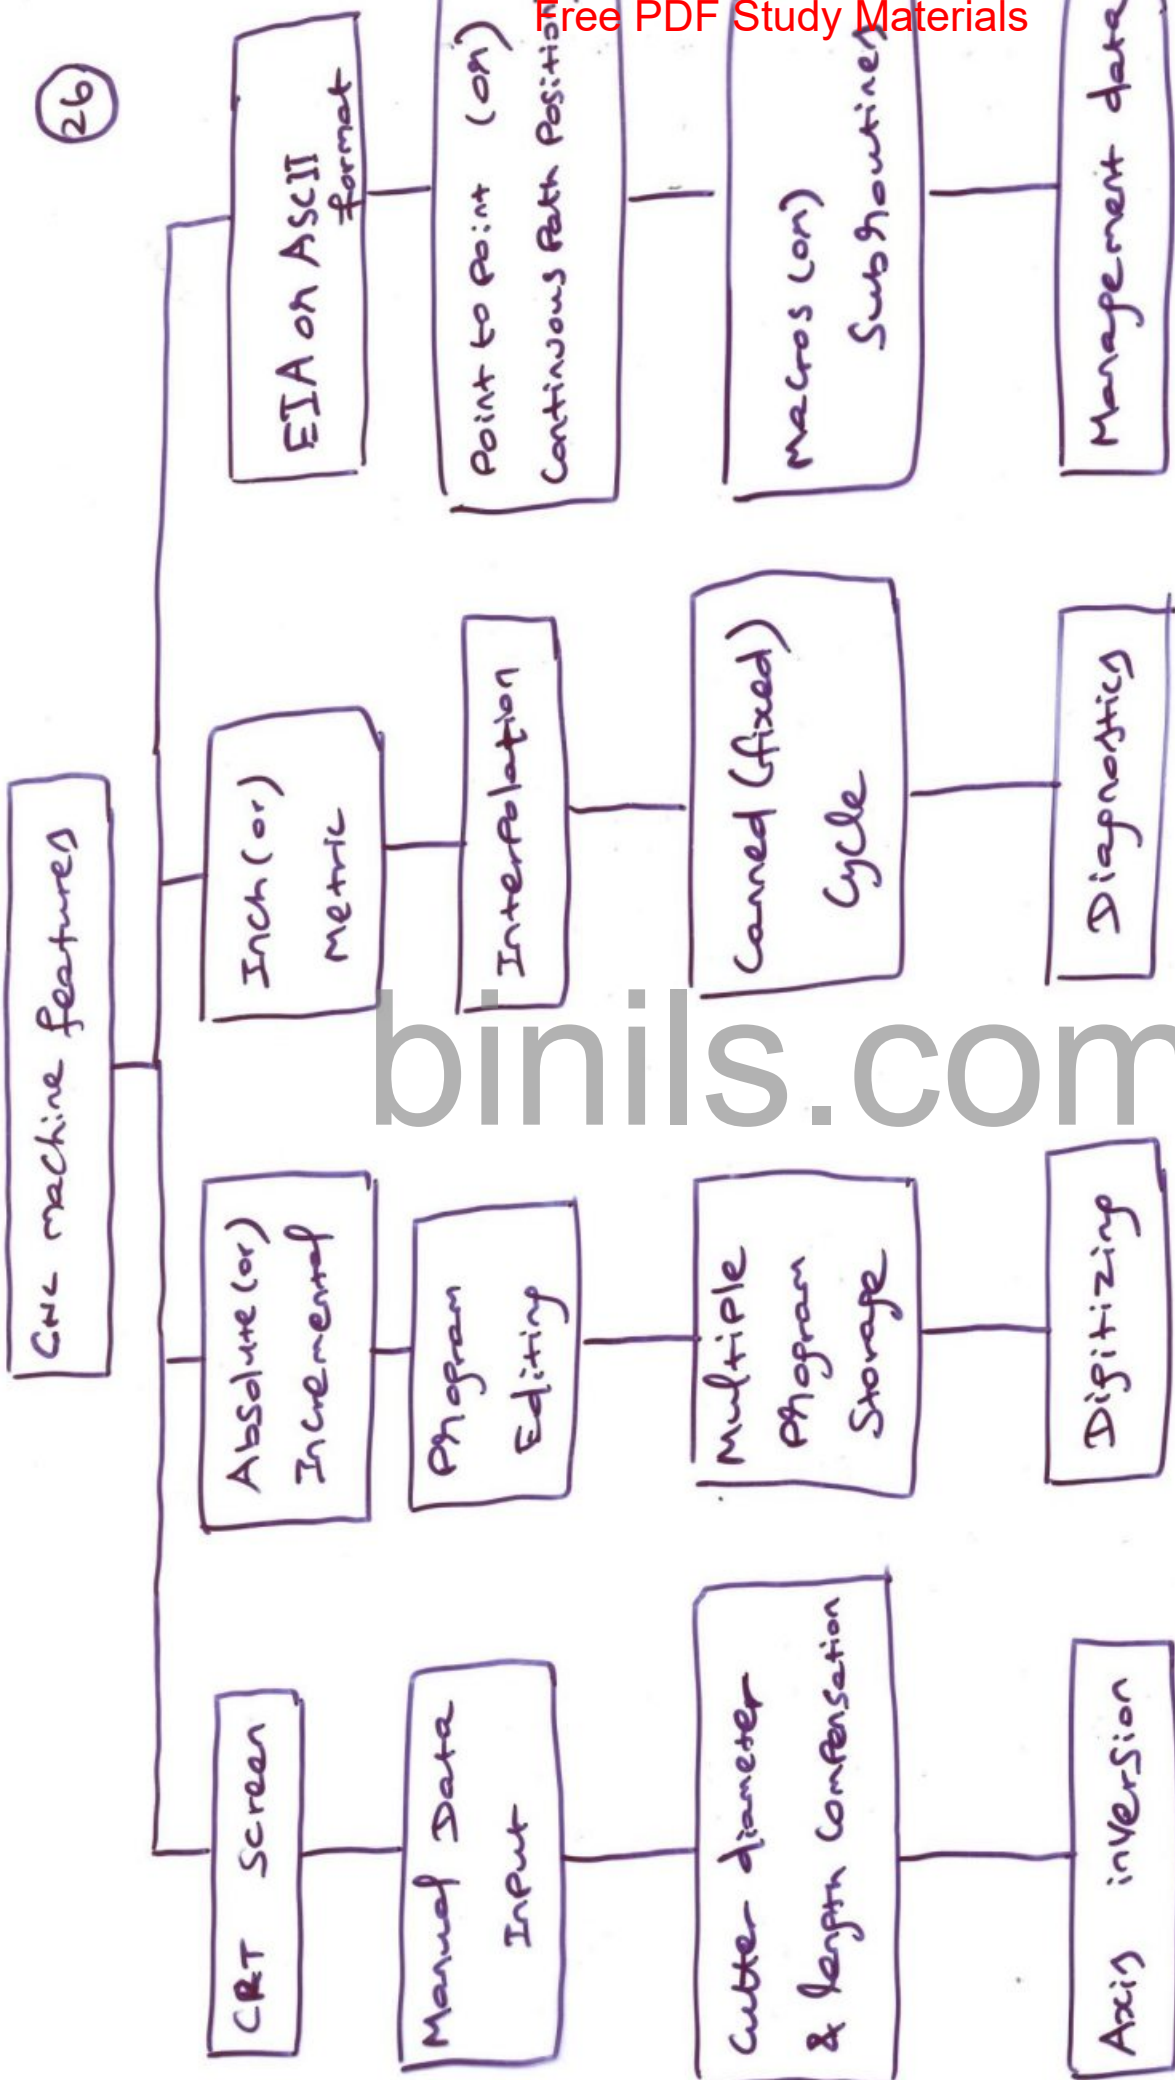 Free PDF Study Materials
26
CNC machine features
CRT Screen
Absolute (or)
Incremental
Inch (or)
Metric
EIA or ASCII
format
Manual Data
Input
Program
Editing
Interpolation
Point to Point (or)
Continuous Path Position
Cutter diameter
& length Compensation
Multiple
Program
Storage
Canned (fixed)
Cycle
Macros (or)
Subroutines
Axis inversion
Digitizing
Diagnostics
Management data
binils.com